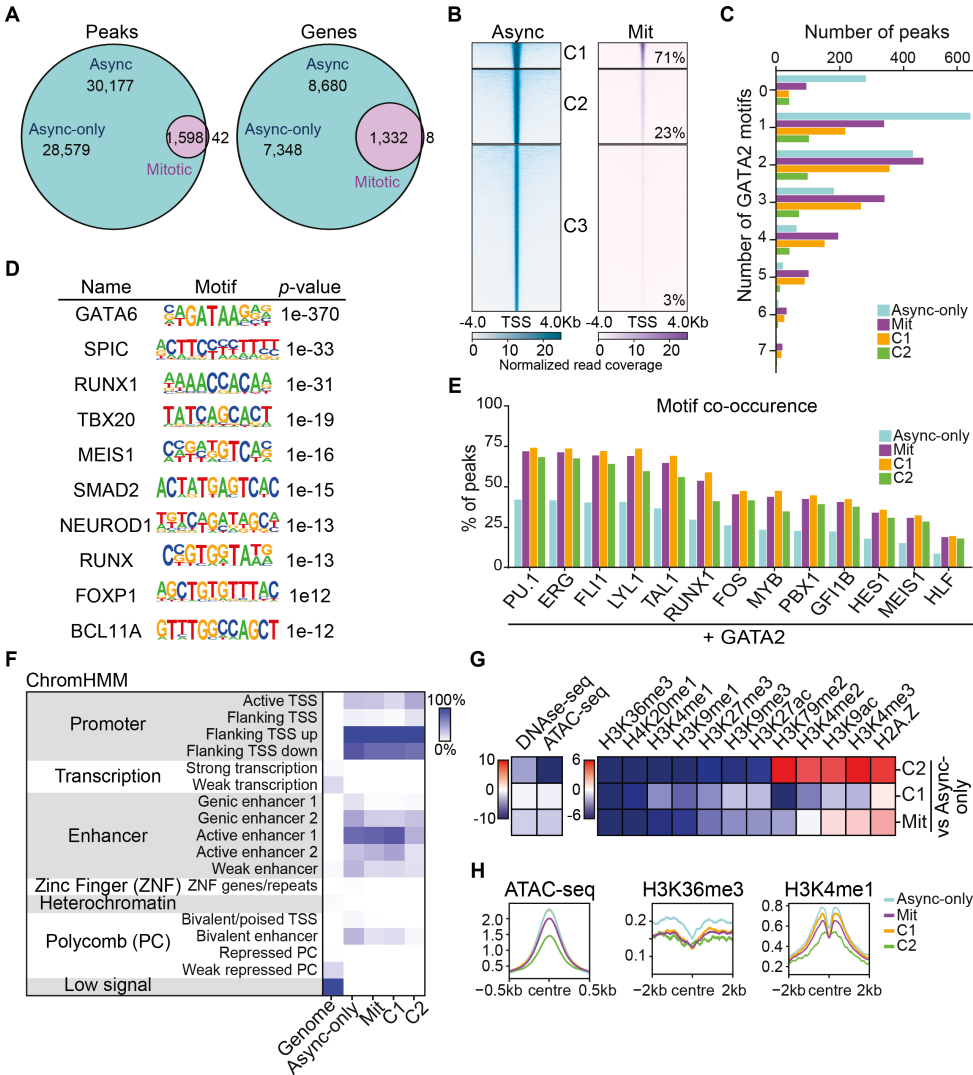 A
Peaks
Genes
Async
30,177
Async-only
28,579
1,598
42
Mitotic
Async
8,680
Async-only
7,348
1,332
8
Mitotic
B
Async
Mit
C1
C2
C3
71%
23%
3%
-4.0 TSS 4.0Kb
-4.0 TSS 4.0Kb
0 10 20
0 10 20
Normalized read coverage
C
Number of peaks
0 200 400 600
Number of GATA2 motifs
0
1
2
3
4
5
6
7
Async-only
Mit
C1
C2
D
Name Motif p-value
GATA6 1e-370
SPIC 1e-33
RUNX1 1e-31
TBX20 1e-19
MEIS1 1e-16
SMAD2 ACTATGAGTCAC 1e-15
NEUROD1 1e-13
RUNX 1e-13
FOXP1 1e12
BCL11A 1e-12
E
Motif co-occurence
% of peaks
100
75
50
25
0
Async-only
Mit
C1
C2
PU.1 ERG FLI1 LYL1 TAL1 RUNX1 FOS MYB PBX1 GFI1B HES1 MEIS1 HLF
+ GATA2
F
ChromHMM
100%
0%
Promoter
Active TSS
Flanking TSS
Flanking TSS up
Flanking TSS down
Transcription
Strong transcription
Weak transcription
Enhancer
Genic enhancer 1
Genic enhancer 2
Active enhancer 1
Active enhancer 2
Weak enhancer
Zinc Finger (ZNF) ZNF genes/repeats
Heterochromatin
Polycomb (PC)
Bivalent/poised TSS
Bivalent enhancer
Repressed PC
Weak repressed PC
Low signal
Genome Async-only Mit C1 C2
G
DNAse-seq ATAC-seq
H3K36me3 H4K20me1 H3K4me1 H3K9me1 H3K27me3 H3K9me3 H3K27ac H3K79me2 H3K4me2 H3K9ac H3K4me3 H2A.Z
10
0
-10
6
0
-6
C2
C1
Mit
vs Async-only
H
ATAC-seq
2.0
1.5
1.0
0.5
−0.5kb centre 0.5kb
H3K36me3
0.2
0.1
−2kb centre 2kb
H3K4me1
0.8
0.6
0.4
0.2
−2kb centre 2kb
Async-only
Mit
C1
C2